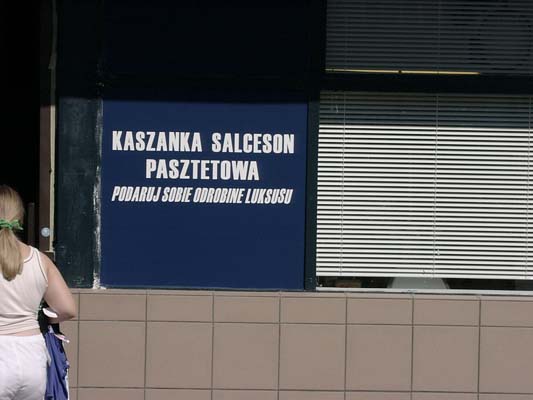 KASZANKA SALCESON
PASZTETOWA
PODARUJ SOBIE ODROBINE LUKSUSU